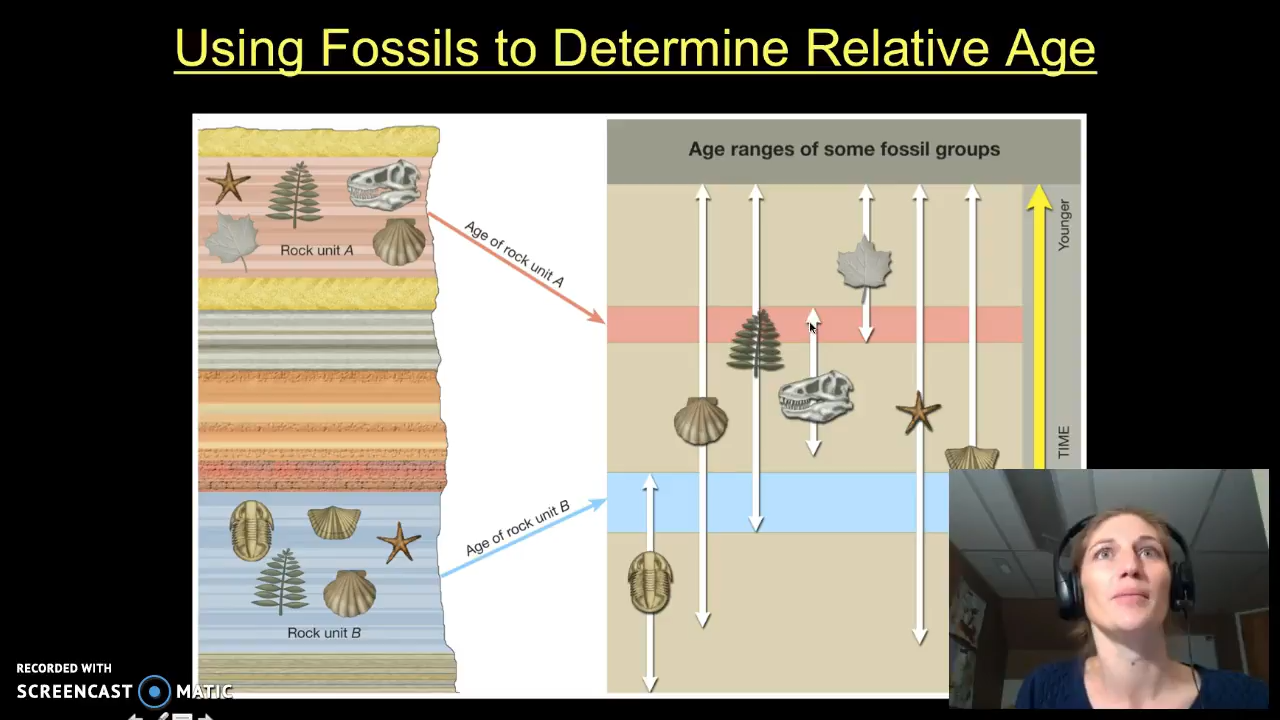 Using Fossils to Determine Relative Age
Age ranges of some fossil groups
Rock unit A
Age of rock unit A
Younger
TIME
Age of rock unit B
Rock unit B
RECORDED WITH
SCREENCAST MATIC